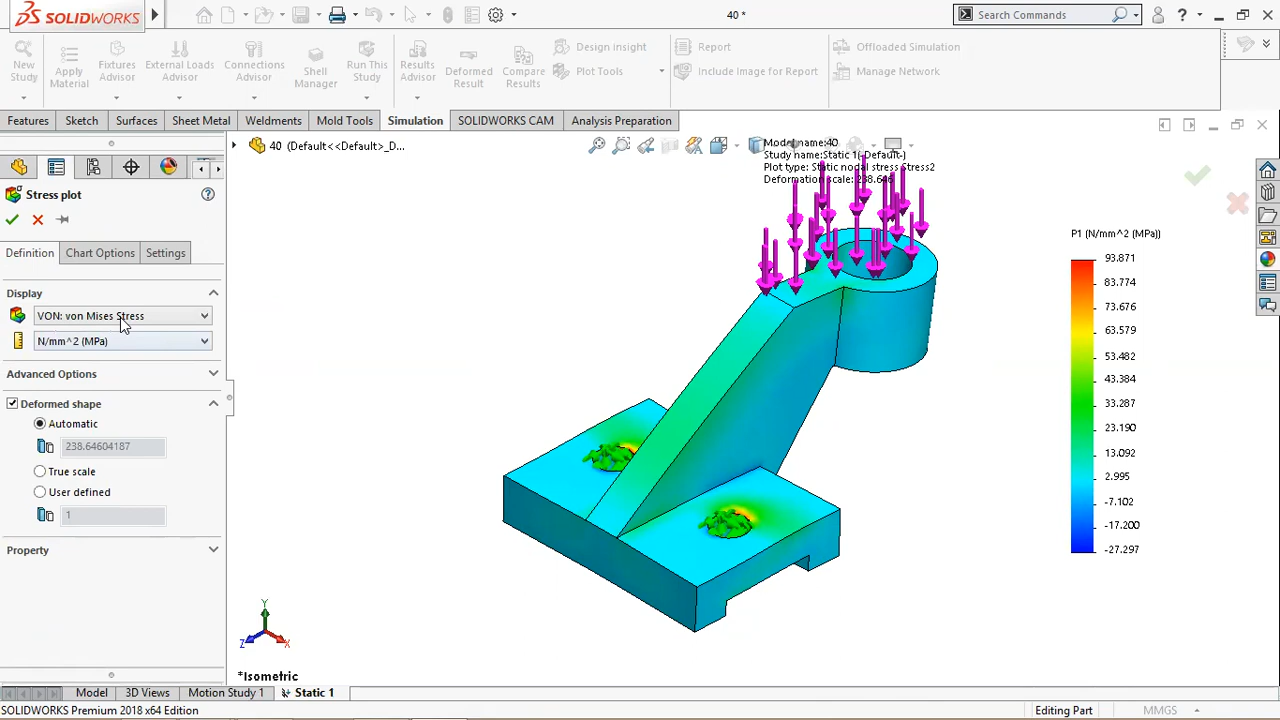 SOLIDWORKS
40 *
Search Commands
New Study
Apply Material
Fixtures Advisor
External Loads Advisor
Connections Advisor
Shell Manager
Run This Study
Results Advisor
Deformed Result
Compare Results
Design insight
Plot Tools
Report
Include Image for Report
Offloaded Simulation
Manage Network
Features
Sketch
Surfaces
Sheet Metal
Weldments
Mold Tools
Simulation
SOLIDWORKS CAM
Analysis Preparation
40 (Default<<Default>_D...
Model name:40
Study name:Static 1(-Default-)
Plot type: Static nodal stress Stress2
Deformation scale: 238.646
Stress plot
?
Definition
Chart Options
Settings
Display
VON: von Mises Stress
N/mm^2 (MPa)
Advanced Options
Deformed shape
Automatic
238.64604187
True scale
User defined
1
Property
P1 (N/mm^2 (MPa))
93.871
83.774
73.676
63.579
53.482
43.384
33.287
23.190
13.092
2.995
-7.102
-17.200
-27.297
Y
Z
X
*Isometric
Model
3D Views
Motion Study 1
Static 1
SOLIDWORKS Premium 2018 x64 Edition
Editing Part
MMGS